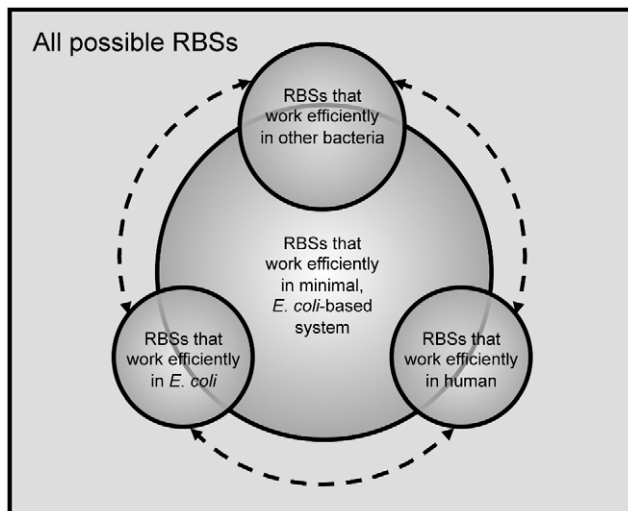 All possible RBSs
RBSs that
work efficiently
in other bacteria
RBSs that
work efficiently
in minimal,
E. coli-based
system
RBSs that
work efficiently
in E. coli
RBSs that
work efficiently
in human